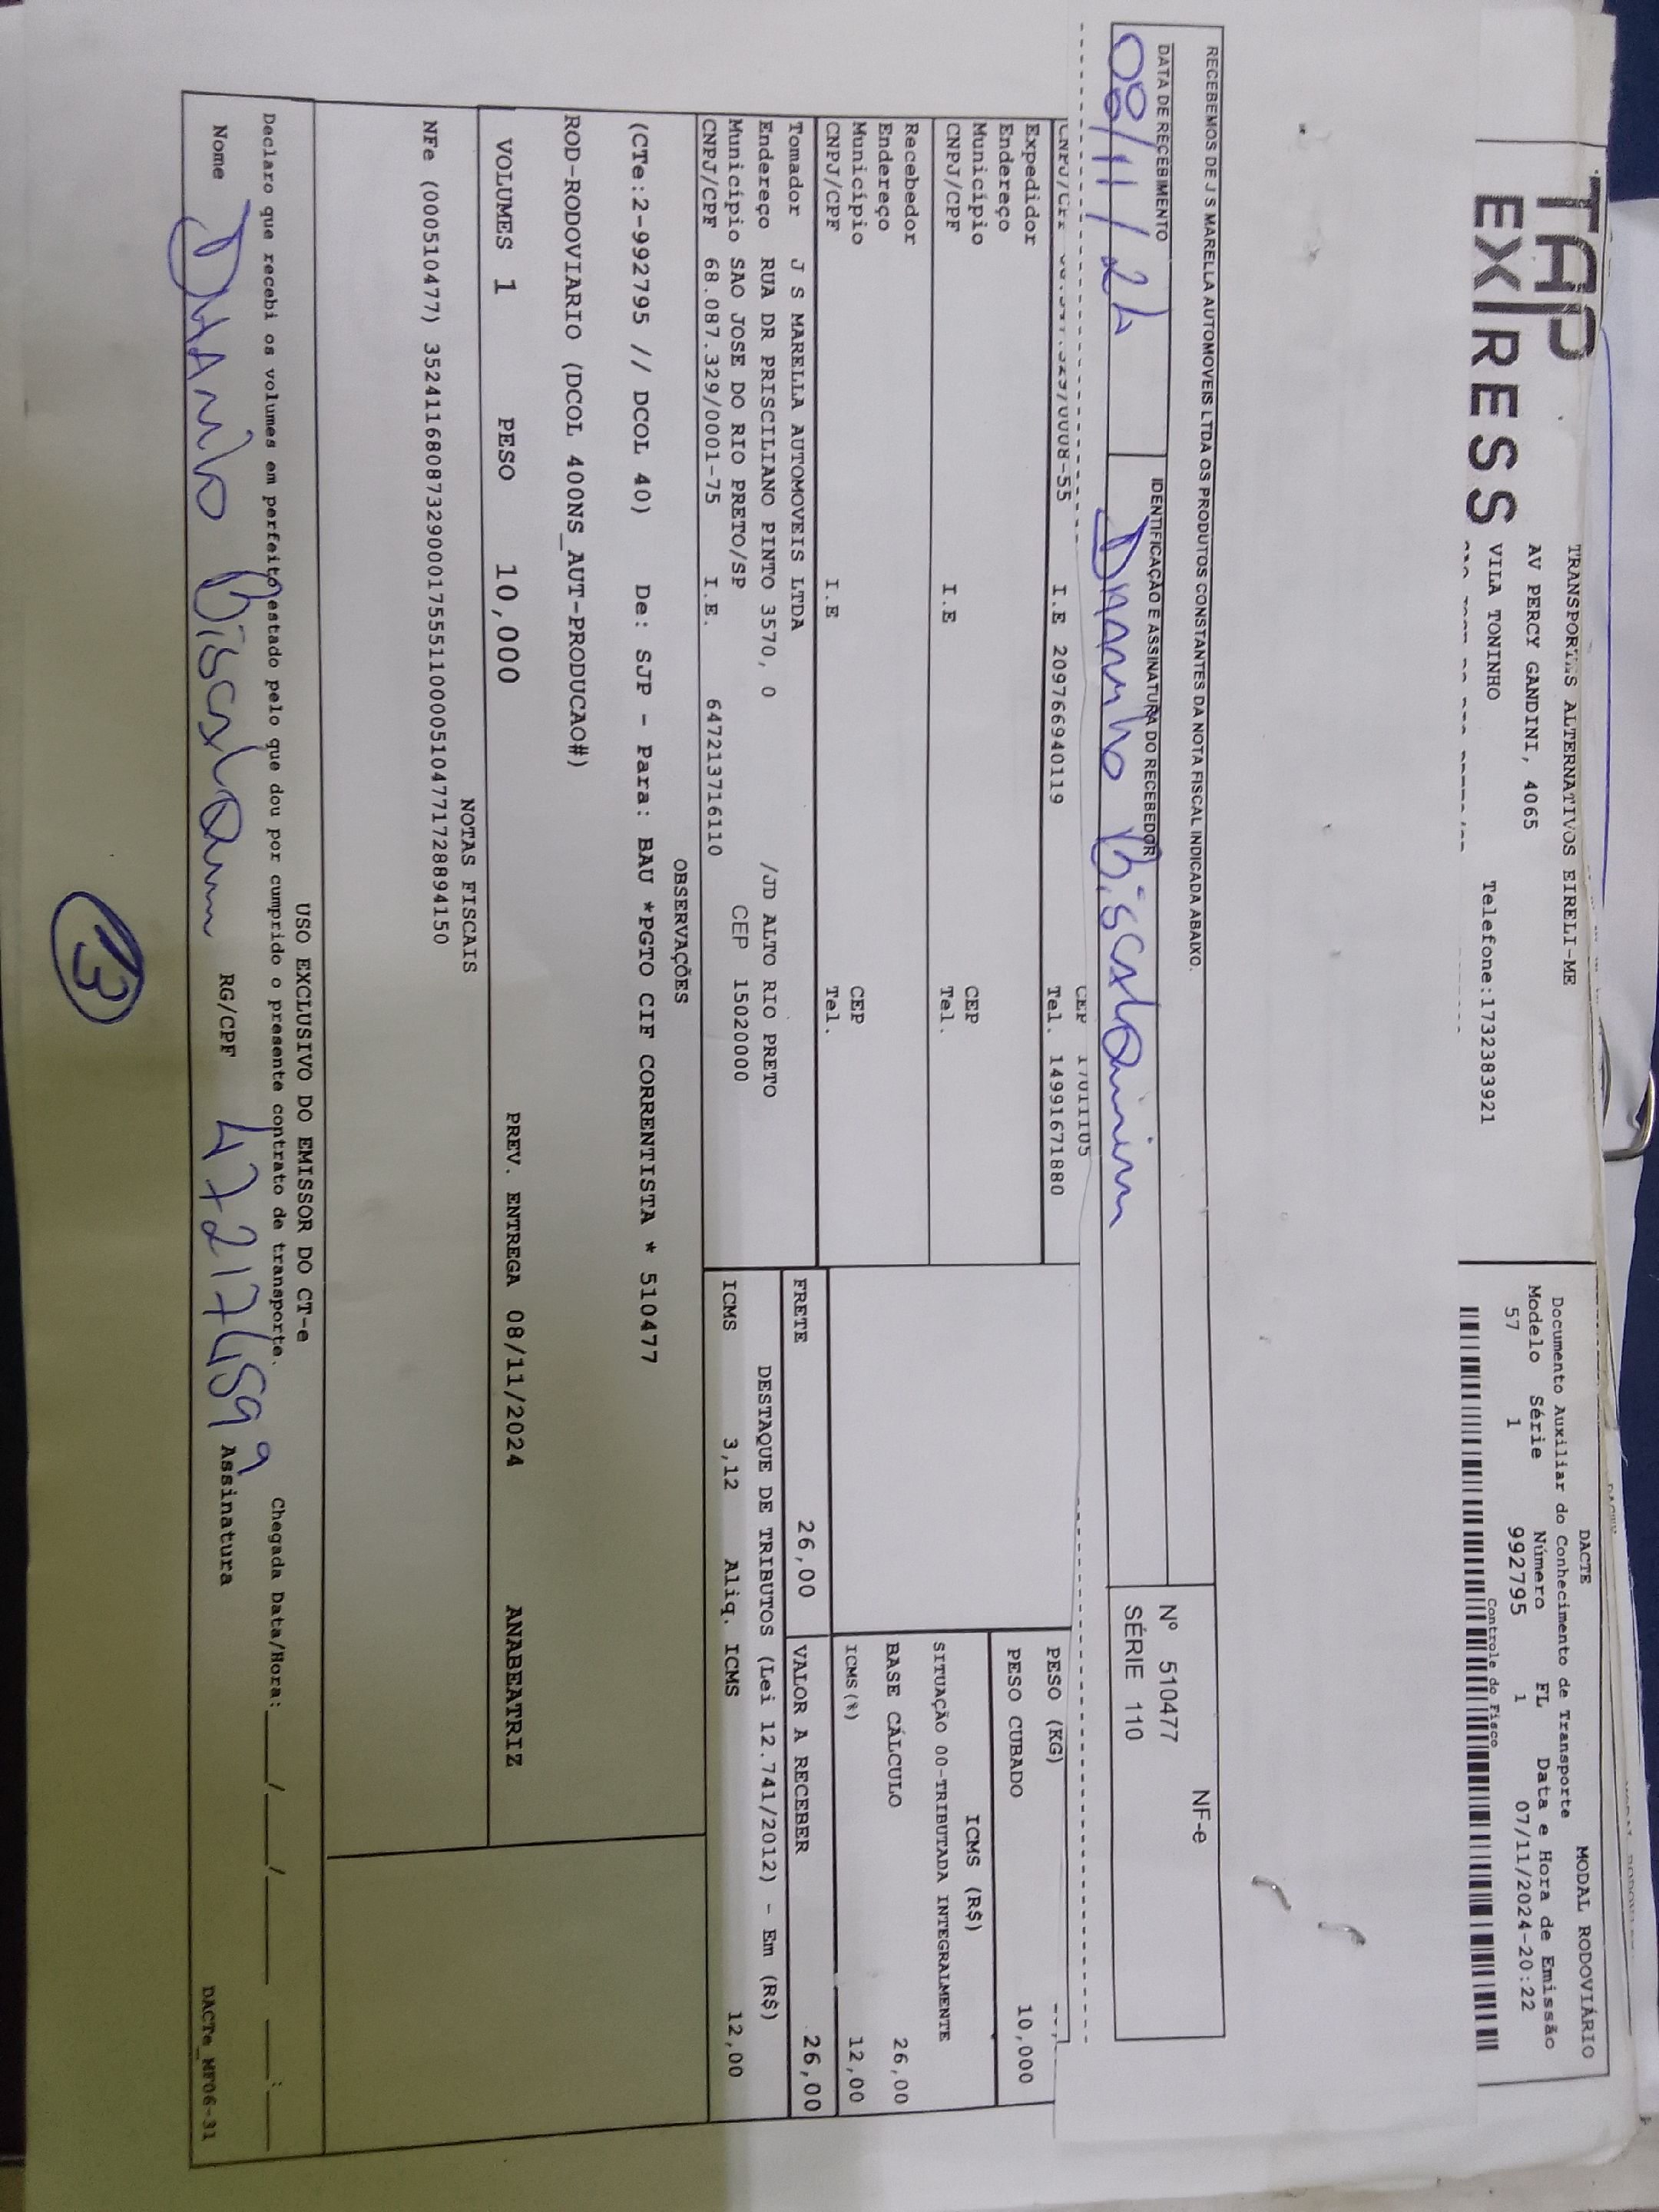 TAP
EX|RESS
TRANSPORTES ALTERNATIVOS EIRELI-ME
AV PERCY GANDINI, 4065
VILA TONINHO Telefone:1732383921
DACTE MODAL RODOVIÁRIO
Documento Auxiliar do Conhecimento de Transporte
Modelo Série Número FL Data e Hora de Emissão
57 1 992795 1 07/11/2024-20:22
Controle do Fisco
RECEBEMOS DE J S MARELLA AUTOMOVEIS LTDA OS PRODUTOS CONSTANTES DA NOTA FISCAL INDICADA ABAIXO.
DATA DE RECEBIMENTO
08/11/24
IDENTIFICAÇÃO E ASSINATURA DO RECEBEDOR
NF-e
Nº 510477
SÉRIE 110
CEP 17011105
I.E 209766940119 Tel. 14991671880
Expedidor
Endereço
Município CEP
CNPJ/CPF I.E Tel.
Recebedor
Endereço
Município CEP
CNPJ/CPF I.E Tel.
PESO (KG)
PESO CUBADO 10,000
ICMS (R$)
SITUAÇÃO 00-TRIBUTADA INTEGRALMENTE
BASE CÁLCULO 26,00
ICMS(%) 12,00
Tomador J S MARELLA AUTOMOVEIS LTDA
Endereço RUA DR PRISCILIANO PINTO 3570, 0 /JD ALTO RIO PRETO
Município SAO JOSE DO RIO PRETO/SP CEP 15020000
CNPJ/CPF 68.087.329/0001-75 I.E. 647213716110
FRETE 26,00 VALOR A RECEBER 26,00
DESTAQUE DE TRIBUTOS (Lei 12.741/2012) - Em (R$)
ICMS 3,12 Aliq. ICMS 12,00
OBSERVAÇÕES
(CTe:2-992795 // DCOL 40) De: SJP - Para: BAU *PGTO CIF CORRENTISTA * 510477
ROD-RODOVIARIO (DCOL 400NS_AUT-PRODUCAO#)
VOLUMES 1 PESO 10,000 PREV. ENTREGA 08/11/2024 ANABEATRIZ
NOTAS FISCAIS
NFe (000510477) 35241168087329000175551100005104771728894150
USO EXCLUSIVO DO EMISSOR DO CT-e
Declaro que recebi os volumes em perfeito estado pelo que dou por cumprido o presente contrato de transporte. Chegada Data/Hora: ___/___/_____ ___:___
Nome RG/CPF Assinatura
DACTe_MF06-31